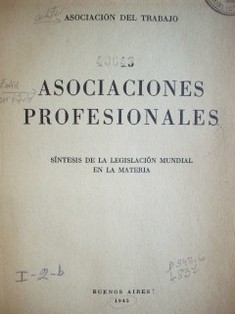 ASOCIACIÓN DEL TRABAJO
ASOCIACIONES
PROFESIONALES
SÍNTESIS DE LA LEGISLACIÓN MUNDIAL
EN LA MATERIA
I-2-b
BUENOS AIRES
1945